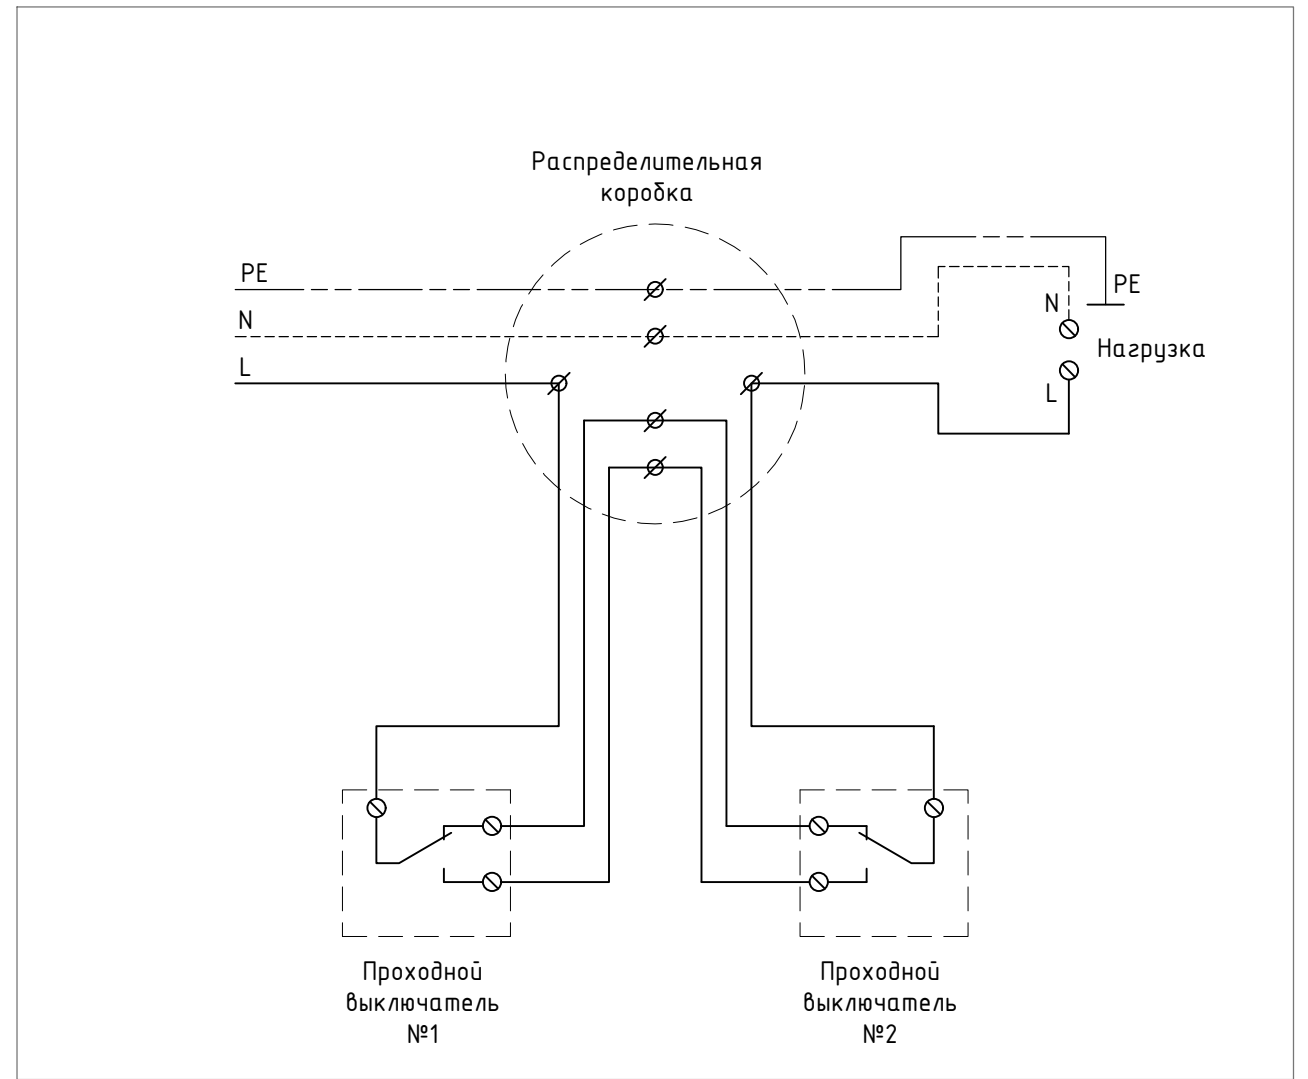 Распределительная
коробка
PE
N
L
PE
N
Нагрузка
L
Проходной
выключатель
№1
Проходной
выключатель
№2